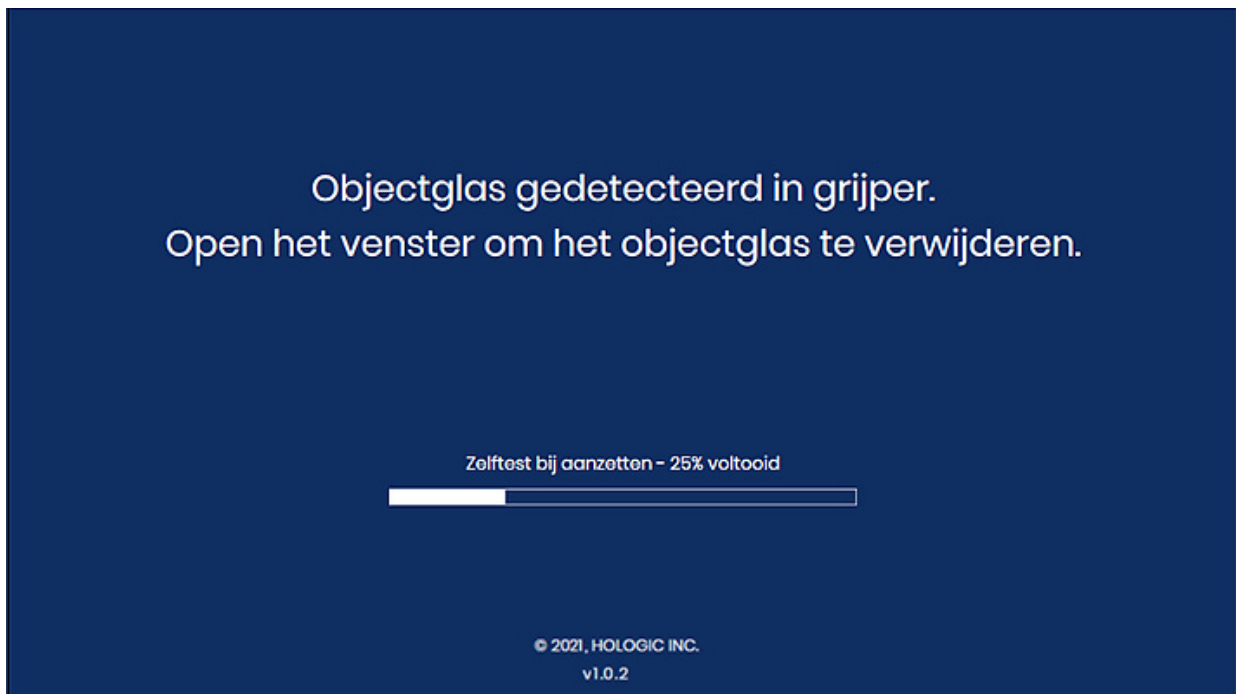 Objectglas gedetecteerd in grijper.
Open het venster om het objectglas te verwijderen.
Zelftest bij aanzetten - 25% voltooid
© 2021, HOLOGIC INC.
v1.0.2